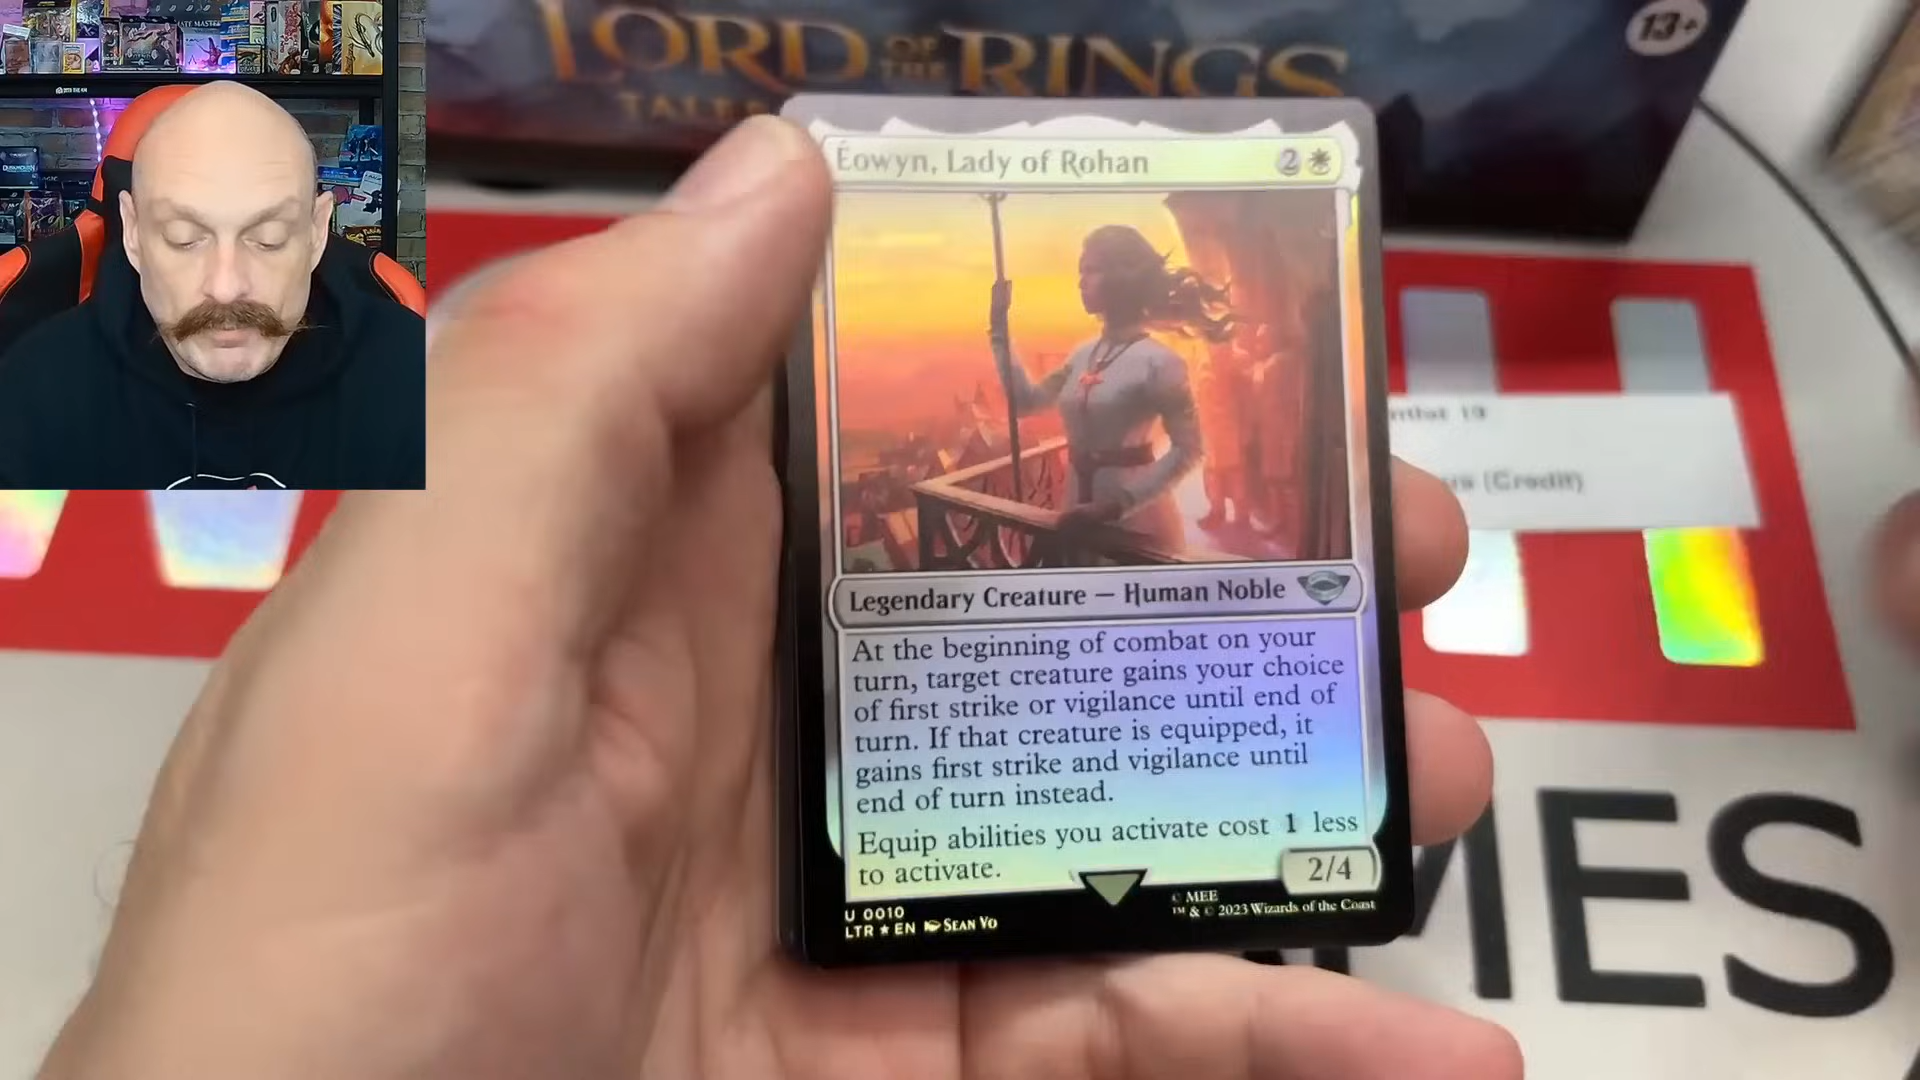 LORD OF THE RINGS
13+
TALES
Éowyn, Lady of Rohan 2
Legendary Creature — Human Noble
At the beginning of combat on your
turn, target creature gains your choice
of first strike or vigilance until end of
turn. If that creature is equipped, it
gains first strike and vigilance until
end of turn instead.
Equip abilities you activate cost 1 less
to activate.
2/4
U 0010
LTR ★ EN SEAN VO
© MEE
™ & © 2023 Wizards of the Coast
19
(Credit)
MES